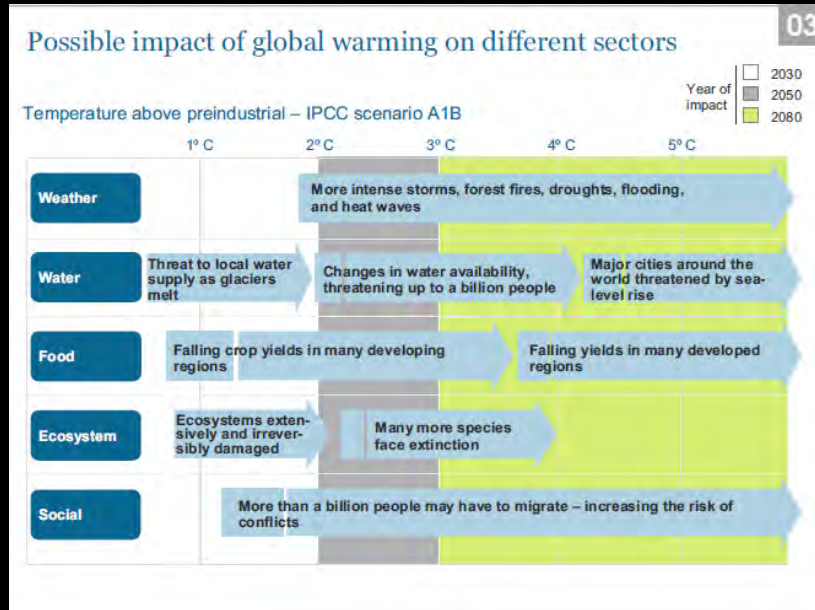 03
Possible impact of global warming on different sectors
Year of
impact
2030
2050
2080
Temperature above preindustrial – IPCC scenario A1B
1º C
2º C
3º C
4º C
5º C
Weather
More intense storms, forest fires, droughts, flooding,
and heat waves
Water
Threat to local water
supply as glaciers
melt
Changes in water availability,
threatening up to a billion people
Major cities around the
world threatened by sea-
level rise
Food
Falling crop yields in many developing
regions
Falling yields in many developed
regions
Ecosystem
Ecosystems exten-
sively and irrever-
sibly damaged
Many more species
face extinction
Social
More than a billion people may have to migrate – increasing the risk of
conflicts